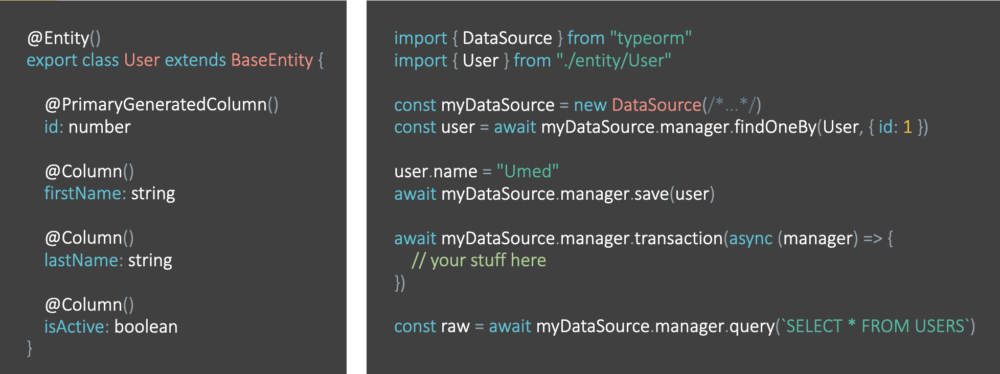 @Entity()
export class User extends BaseEntity {
@PrimaryGeneratedColumn()
id: number
@Column()
firstName: string
@Column()
lastName: string
@Column()
isActive: boolean
}
import { DataSource } from "typeorm"
import { User } from "./entity/User"
const myDataSource = new DataSource(/*...*/)
const user = await myDataSource.manager.findOneBy(User, { id: 1 })
user.name = "Umed"
await myDataSource.manager.save(user)
await myDataSource.manager.transaction(async (manager) => {
// your stuff here
})
const raw = await myDataSource.manager.query(`SELECT * FROM USERS`)